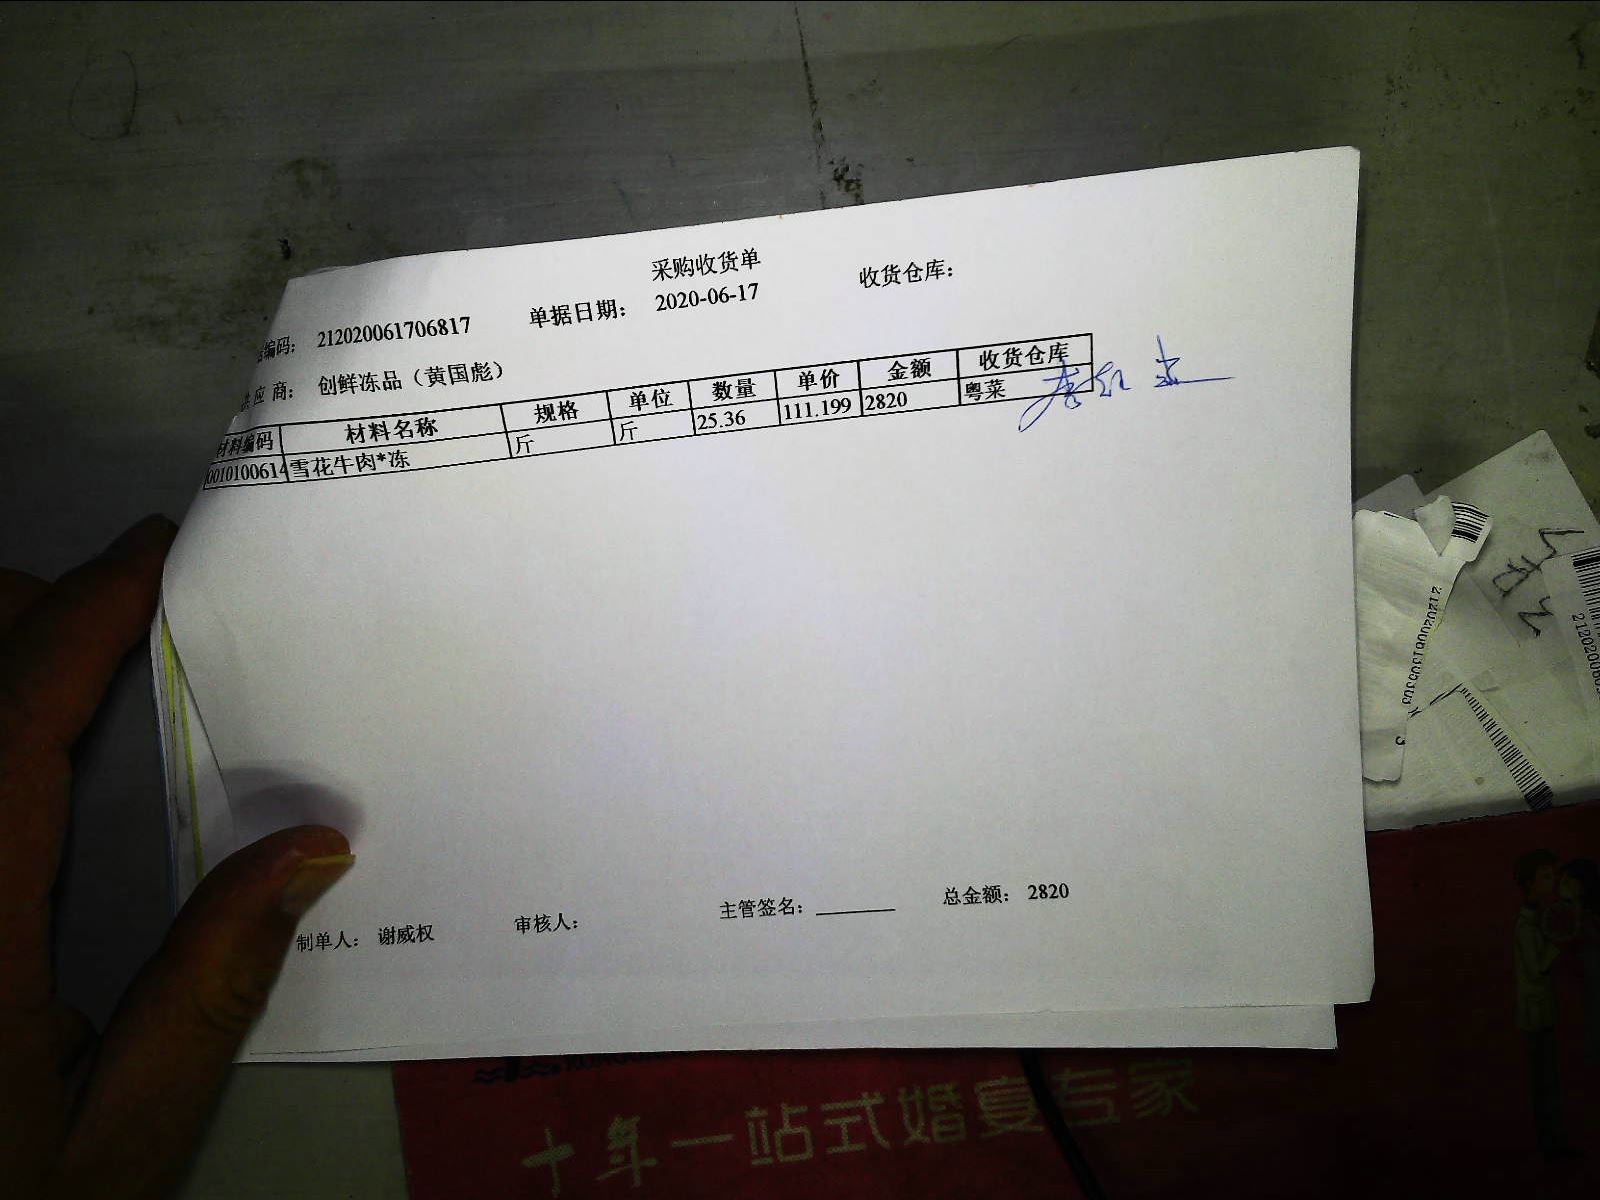 采购收货单
编码： 212020061706817 单据日期： 2020-06-17 收货仓库：
供应商： 创鲜冻品（黄国彪）
材料编码 材料名称 规格 单位 数量 单价 金额 收货仓库
0010100614 雪花牛肉*冻 斤 斤 25.36 111.199 2820 粤菜
制单人： 谢威权 审核人： 主管签名： 总金额： 2820
十年一站式婚宴专家